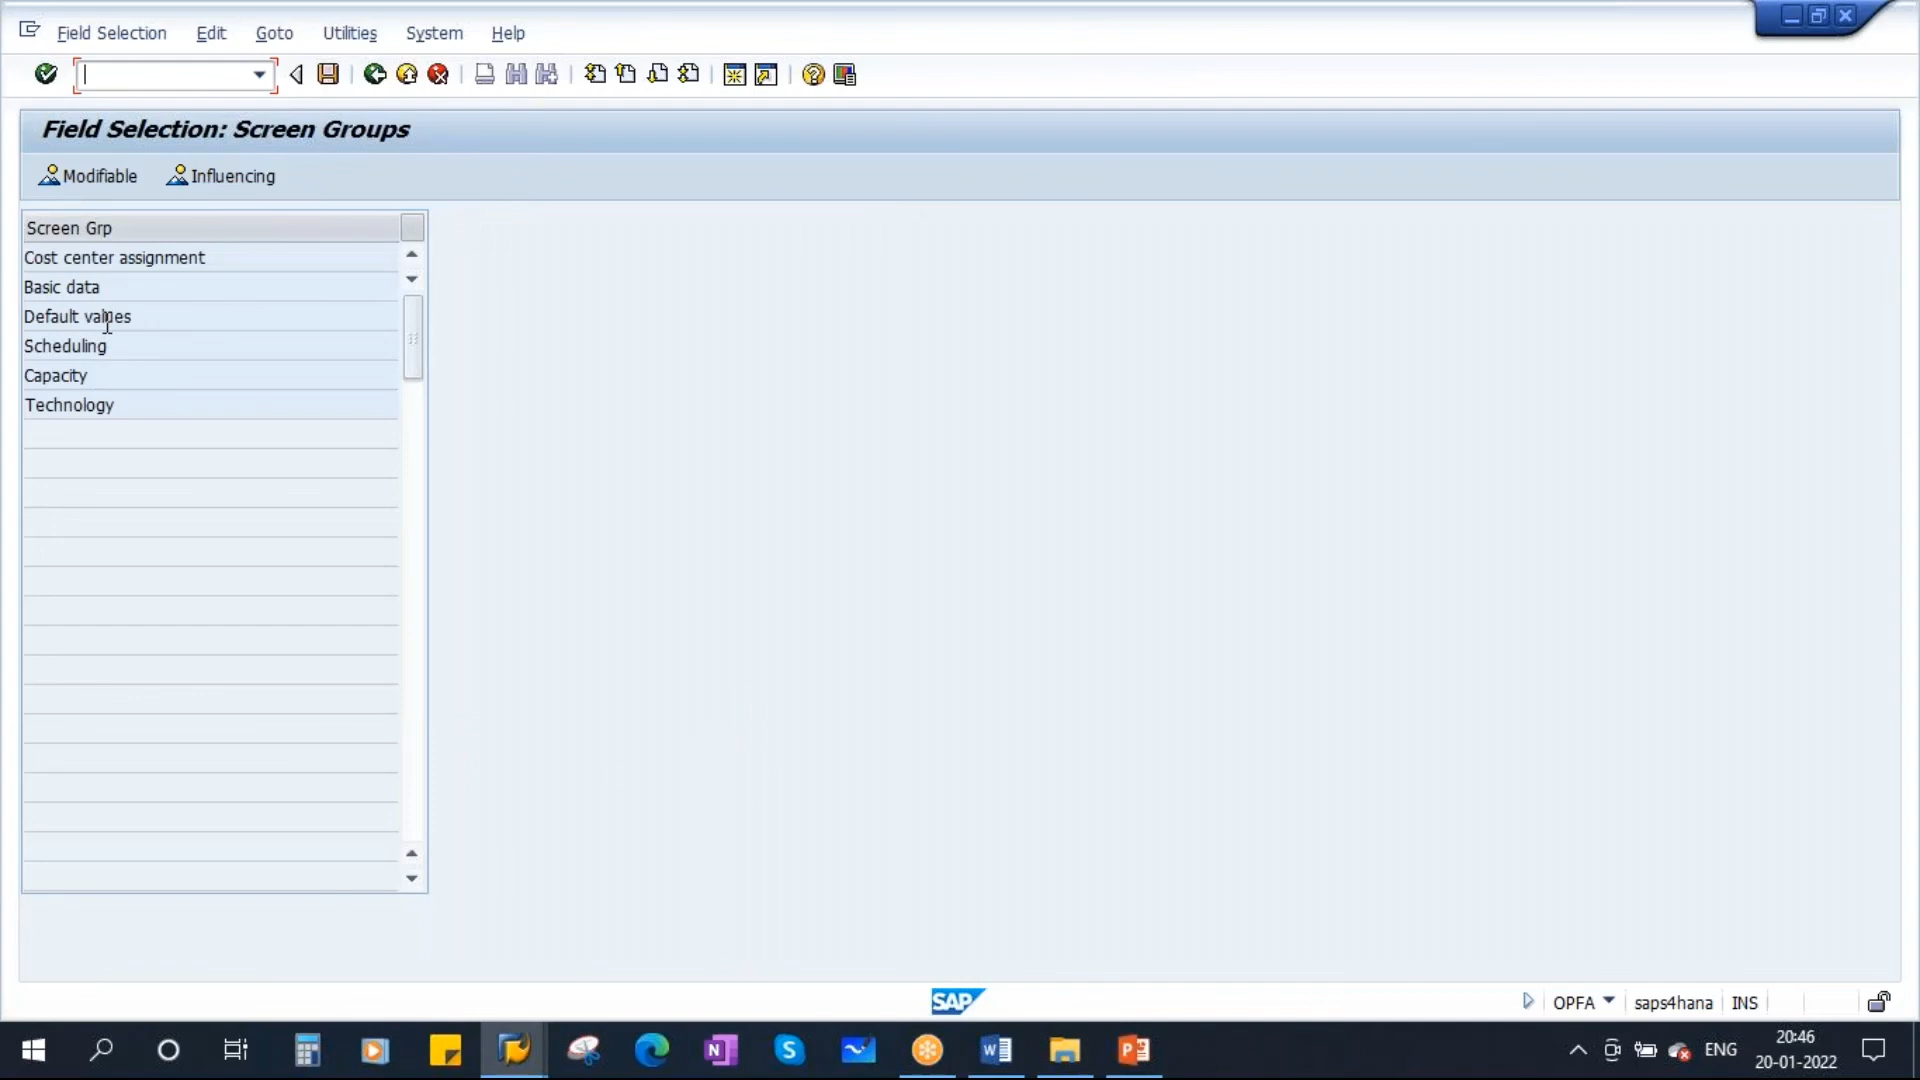 Field Selection Edit Goto Utilities System Help
Field Selection: Screen Groups
Modifiable Influencing
Screen Grp
Cost center assignment
Basic data
Default values
Scheduling
Capacity
Technology
SAP
OPFA saps4hana INS
ENG
20:46
20-01-2022